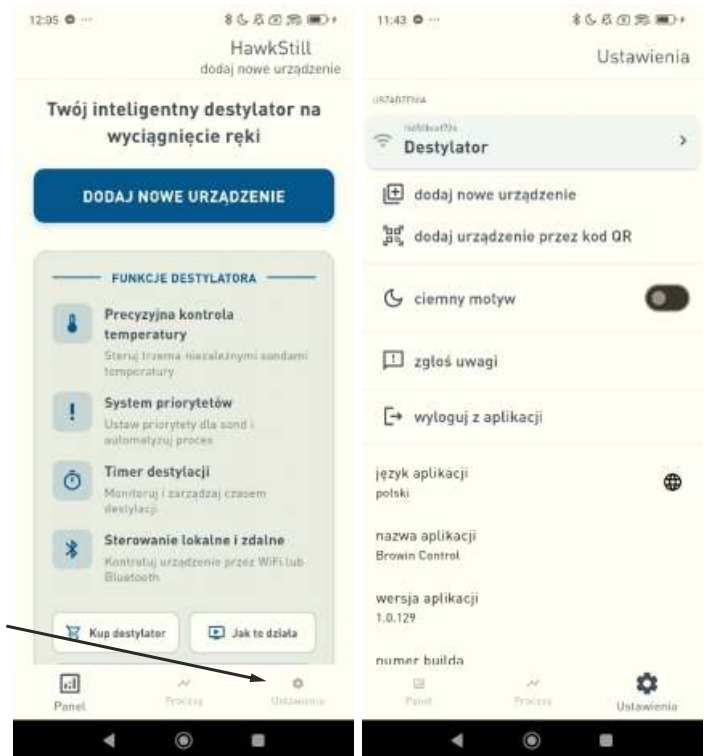 12:05
HawkStill
dodaj nowe urządzenie
Twój inteligentny destylator na
wyciągnięcie ręki
DODAJ NOWE URZĄDZENIE
FUNKCJE DESTYLATORA
Precyzyjna kontrola
temperatury
Steruj trzema niezależnymi sondami
temperatury
System priorytetów
Ustaw priorytety dla sond i
automatyzuj proces
Timer destylacji
Monitoruj i zarządzaj czasem
destylacji
Sterowanie lokalne i zdalne
Kontroluj urządzenie przez WiFi lub
Bluetooth
Kup destylator
Jak to działa
Panel
Procesy
Ustawienia
11:43
Ustawienia
URZĄDZENIA
Destylator
dodaj nowe urządzenie
dodaj urządzenie przez kod QR
ciemny motyw
zgłoś uwagi
wyloguj z aplikacji
język aplikacji
polski
nazwa aplikacji
Browin Control
wersja aplikacji
1.0.129
numer builda
Panel
Procesy
Ustawienia